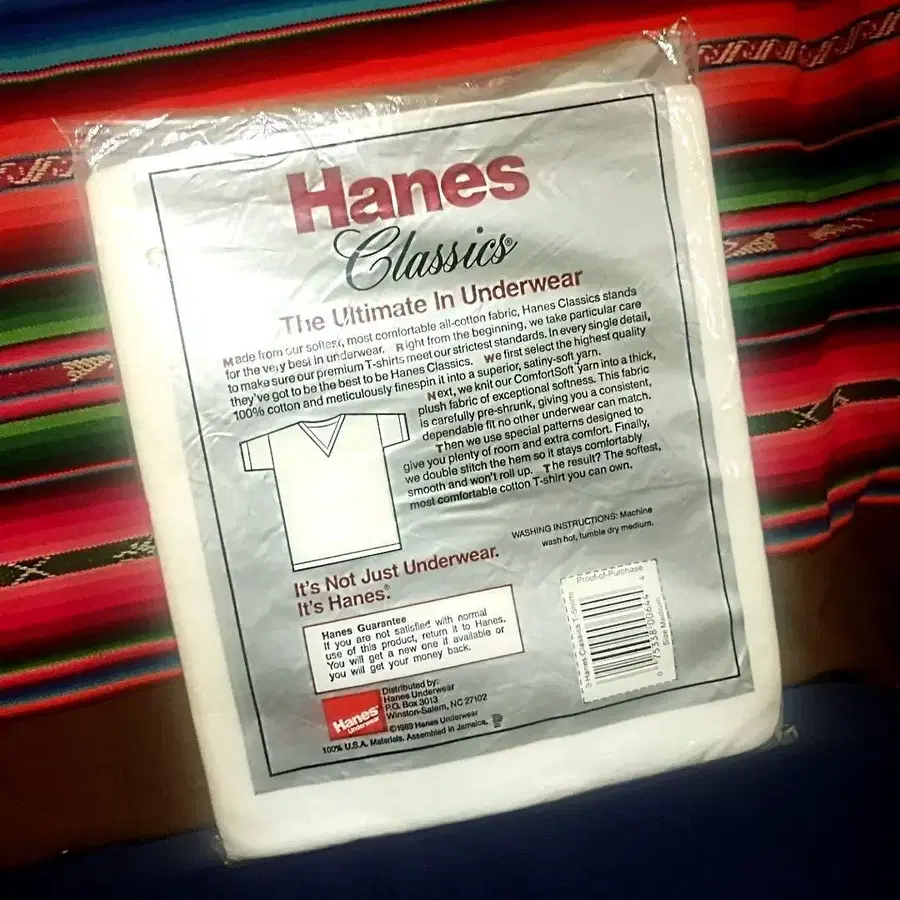 Hanes
Classics®
The Ultimate In Underwear
Made from our softest, most comfortable all-cotton fabric, Hanes Classics stands
for the very best in underwear. Right from the beginning, we take particular care
to make sure our premium T-shirts meet our strictest standards. In every single detail,
they've got to be the best to be Hanes Classics. We first select the highest quality
100% cotton and meticulously finespin it into a superior, satiny-soft yarn.
Next, we knit our ComfortSoft yarn into a thick,
plush fabric of exceptional softness. This fabric
is carefully pre-shrunk, giving you a consistent,
dependable fit no other underwear can match.
Then we use special patterns designed to
give you plenty of room and extra comfort. Finally,
we double stitch the hem so it stays comfortably
smooth and won't roll up. The result? The softest,
most comfortable cotton T-shirt you can own.
WASHING INSTRUCTIONS: Machine
wash hot, tumble dry medium.
It's Not Just Underwear.
It's Hanes.®
Hanes Guarantee
If you are not satisfied with normal
use of this product, return it to Hanes.
You will get a new one if available or
you will get your money back.
Hanes®
Underwear
Distributed by:
Hanes Underwear
P.O. Box 3013
Winston-Salem, NC 27102
©1989 Hanes Underwear
100% U.S.A. Materials. Assembled in Jamaica.
Proof-of-Purchase
3 Hanes Classics T-Shirts
0 75338 00644 4
Size Medium